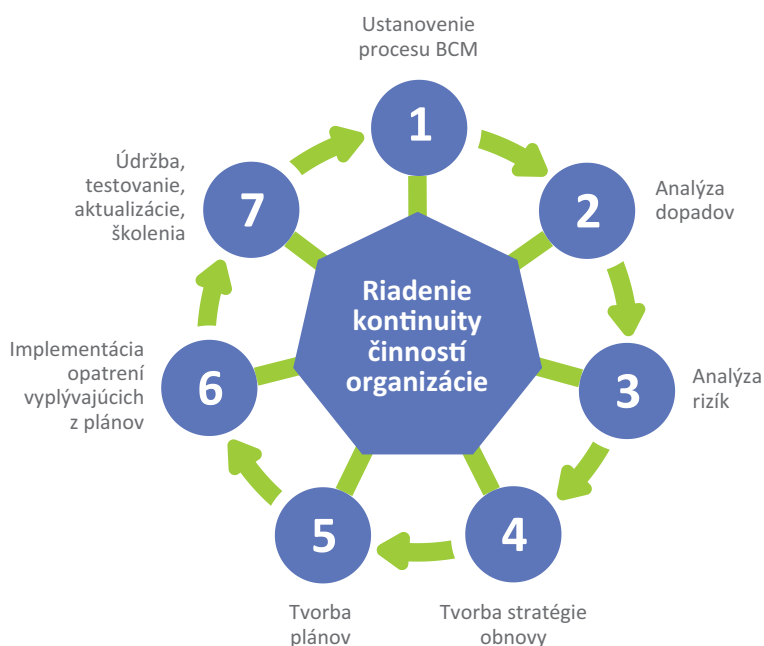 Ustanovenie
procesu BCM
1
2
Analýza
dopadov
3
Analýza
rizík
4
Tvorba stratégie
obnovy
5
Tvorba
plánov
6
Implementácia
opatrení
vyplývajúcich
z plánov
7
Údržba,
testovanie,
aktualizácie,
školenia
Riadenie
kontinuity
činností
organizácie